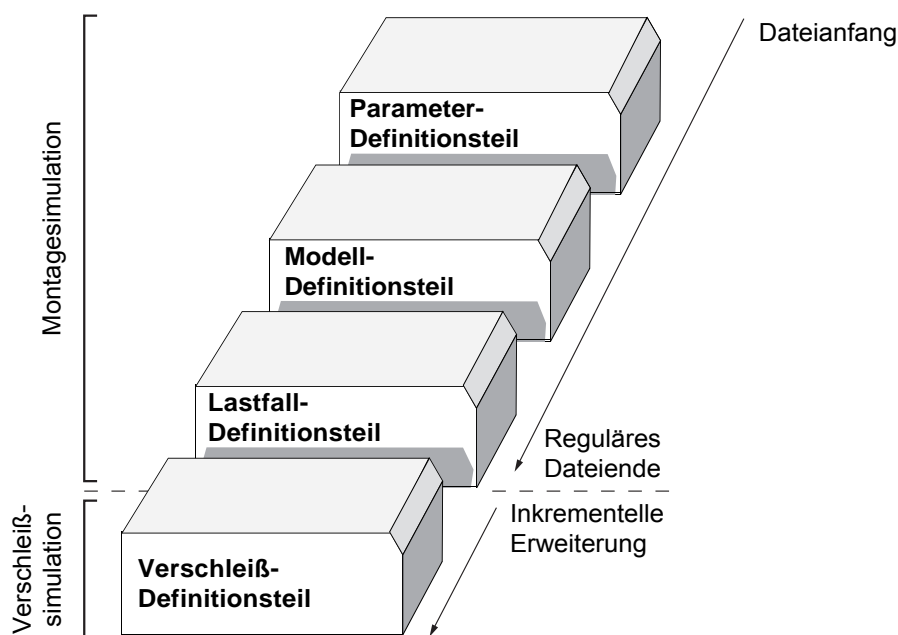 Dateianfang
Parameter-
Definitionsteil
Montagesimulation
Modell-
Definitionsteil
Lastfall-
Definitionsteil
Reguläres
Dateiende
Inkrementelle
Erweiterung
Verschleiß-
simulation
Verschleiß-
Definitionsteil